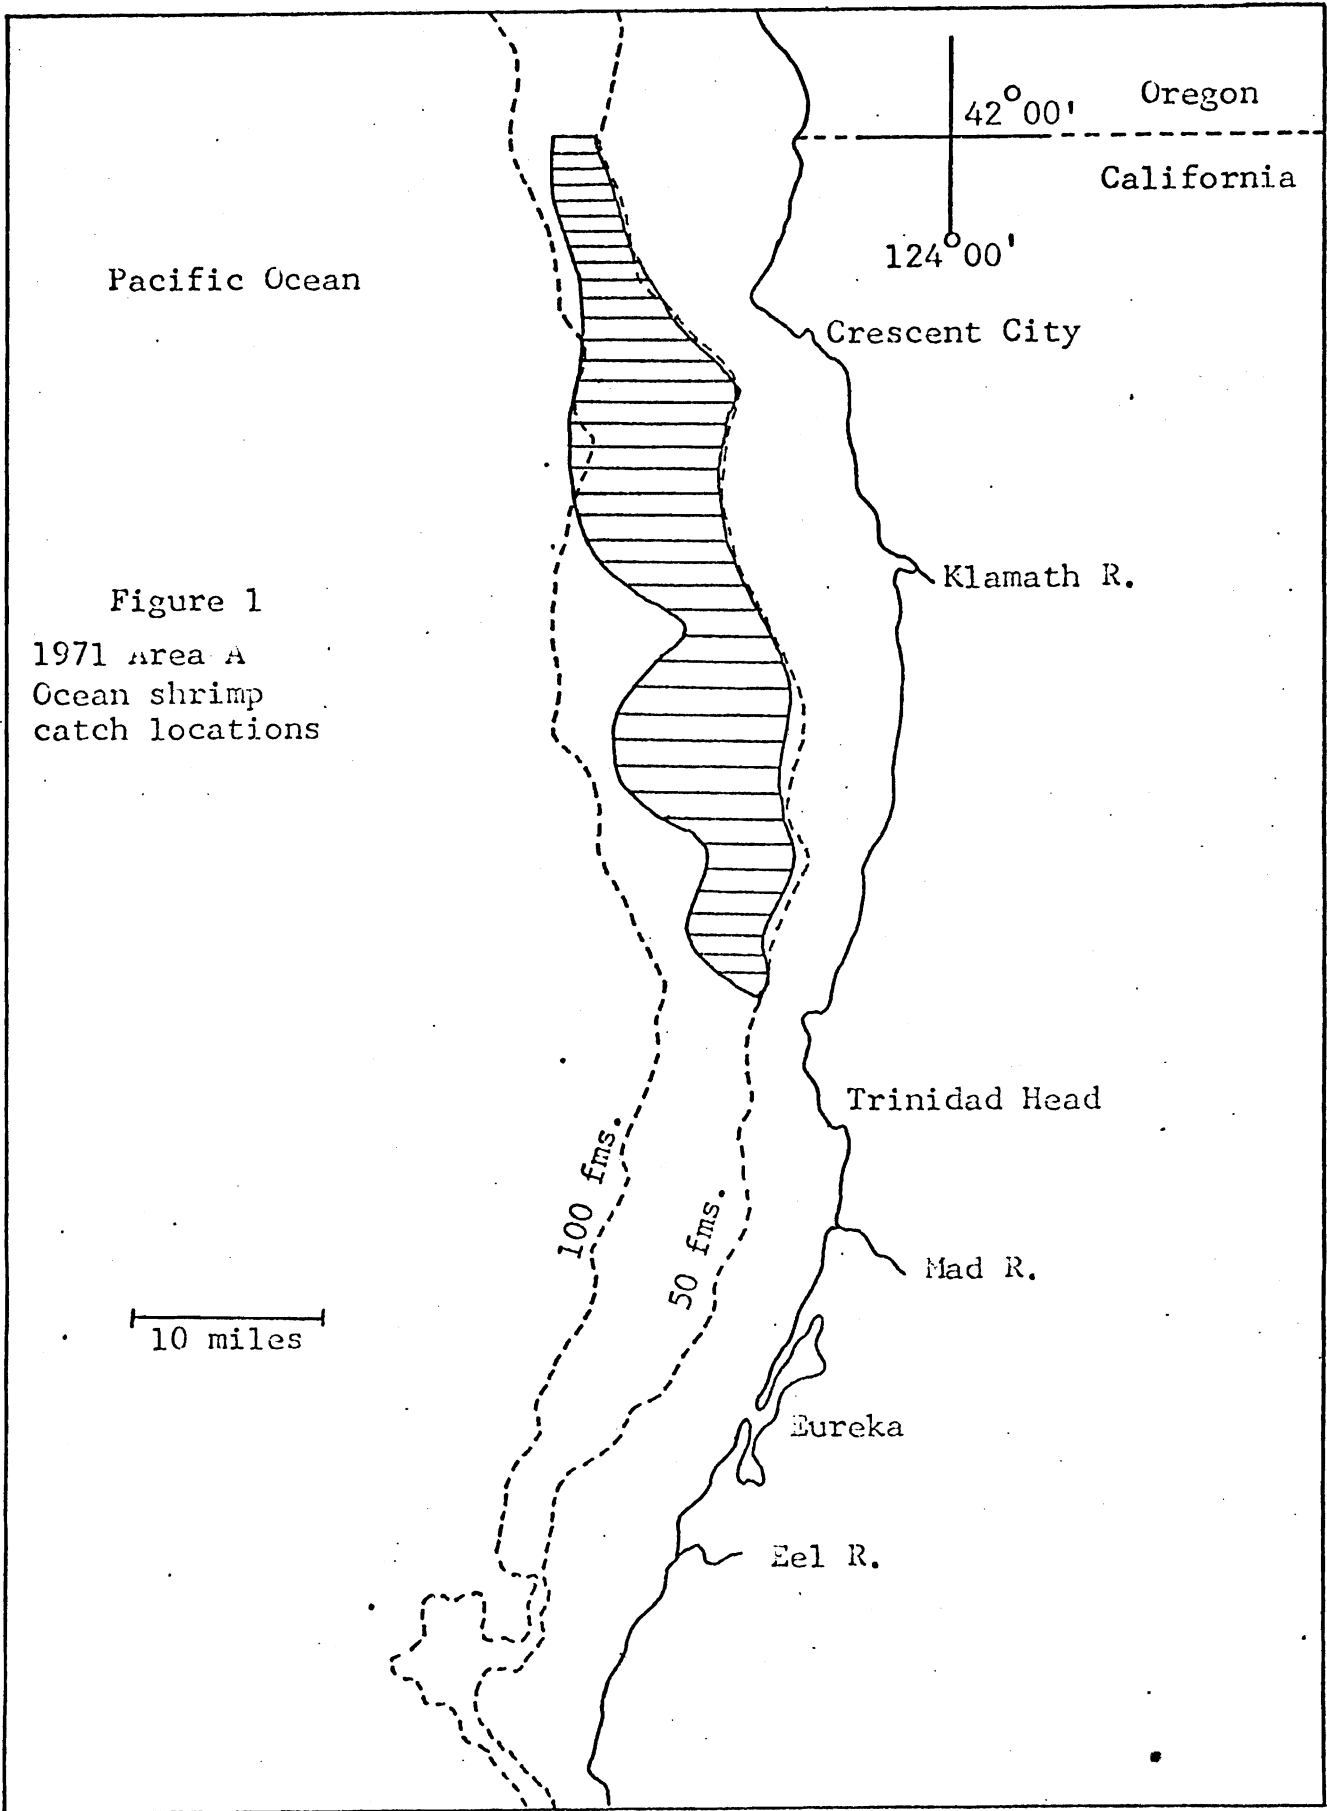 42°00'
Oregon
California
124°00'
Pacific Ocean
Crescent City
Klamath R.
Figure 1
1971 Area A
Ocean shrimp
catch locations
Trinidad Head
100 fms.
50 fms.
Mad R.
10 miles
Eureka
Eel R.